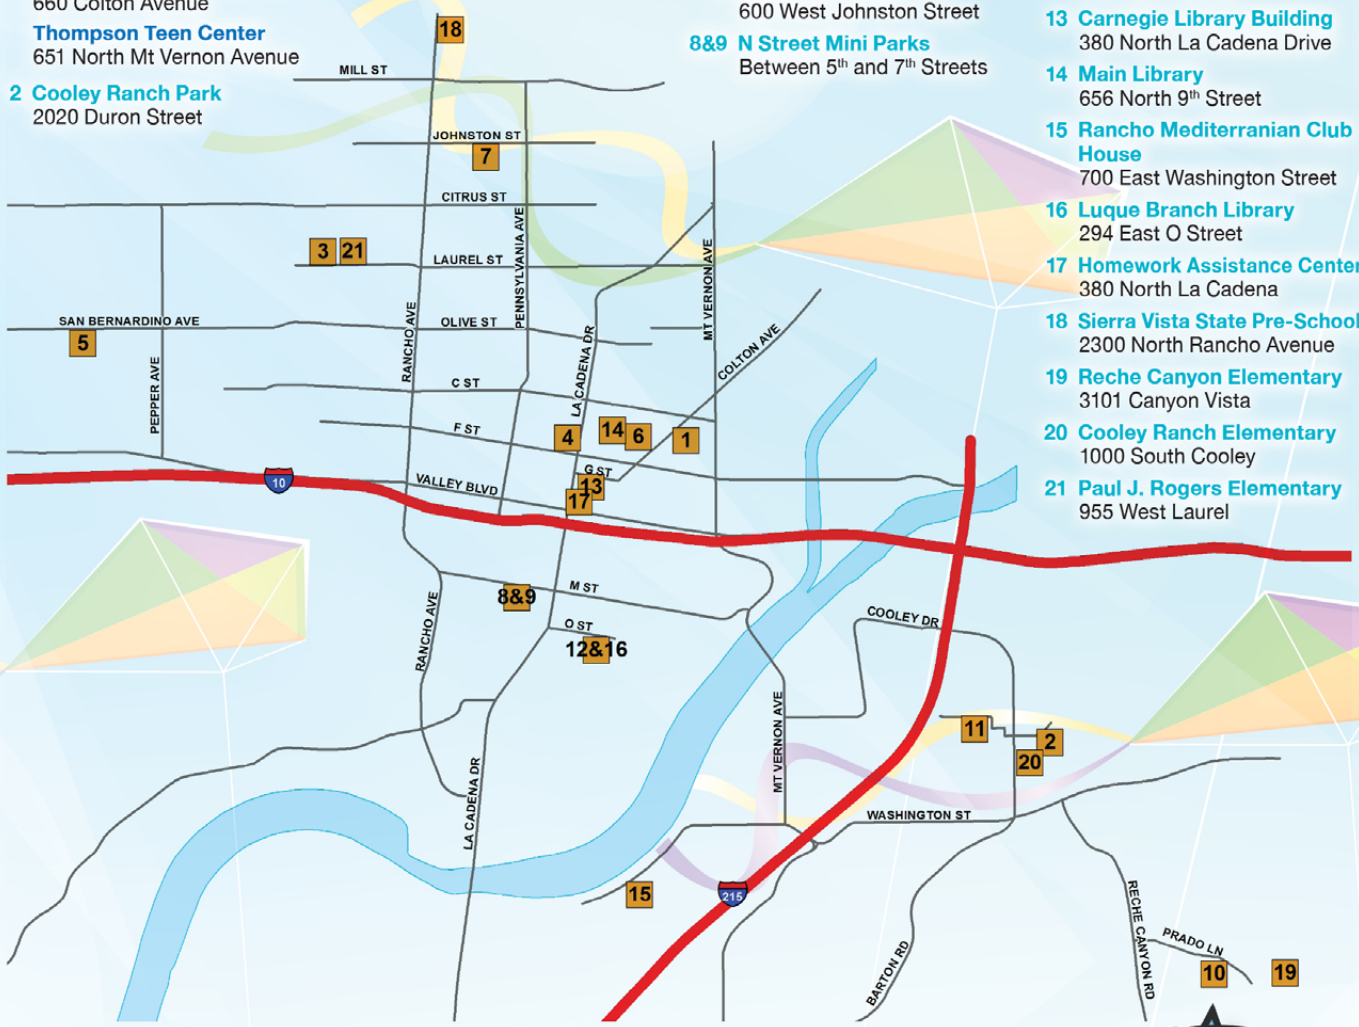 660 Colton Avenue
Thompson Teen Center
651 North Mt Vernon Avenue
2 Cooley Ranch Park
2020 Duron Street
600 West Johnston Street
8&9 N Street Mini Parks
Between 5th and 7th Streets
13 Carnegie Library Building
380 North La Cadena Drive
14 Main Library
656 North 9th Street
15 Rancho Mediterranian Club
House
700 East Washington Street
16 Luque Branch Library
294 East O Street
17 Homework Assistance Center
380 North La Cadena
18 Sierra Vista State Pre-School
2300 North Rancho Avenue
19 Reche Canyon Elementary
3101 Canyon Vista
20 Cooley Ranch Elementary
1000 South Cooley
21 Paul J. Rogers Elementary
955 West Laurel
18
MILL ST
JOHNSTON ST
7
CITRUS ST
3
21
LAUREL ST
PENNSYLVANIA AVE
MT VERNON AVE
SAN BERNARDINO AVE
OLIVE ST
5
RANCHO AVE
LA CADENA DR
COLTON AVE
PEPPER AVE
C ST
F ST
4
14
6
1
G ST
10
VALLEY BLVD
13
17
M ST
8&9
RANCHO AVE
O ST
12&16
COOLEY DR
MT VERNON AVE
11
2
20
LA CADENA DR
WASHINGTON ST
15
215
BARTON RD
RECHE CANYON RD
PRADO LN
10
19